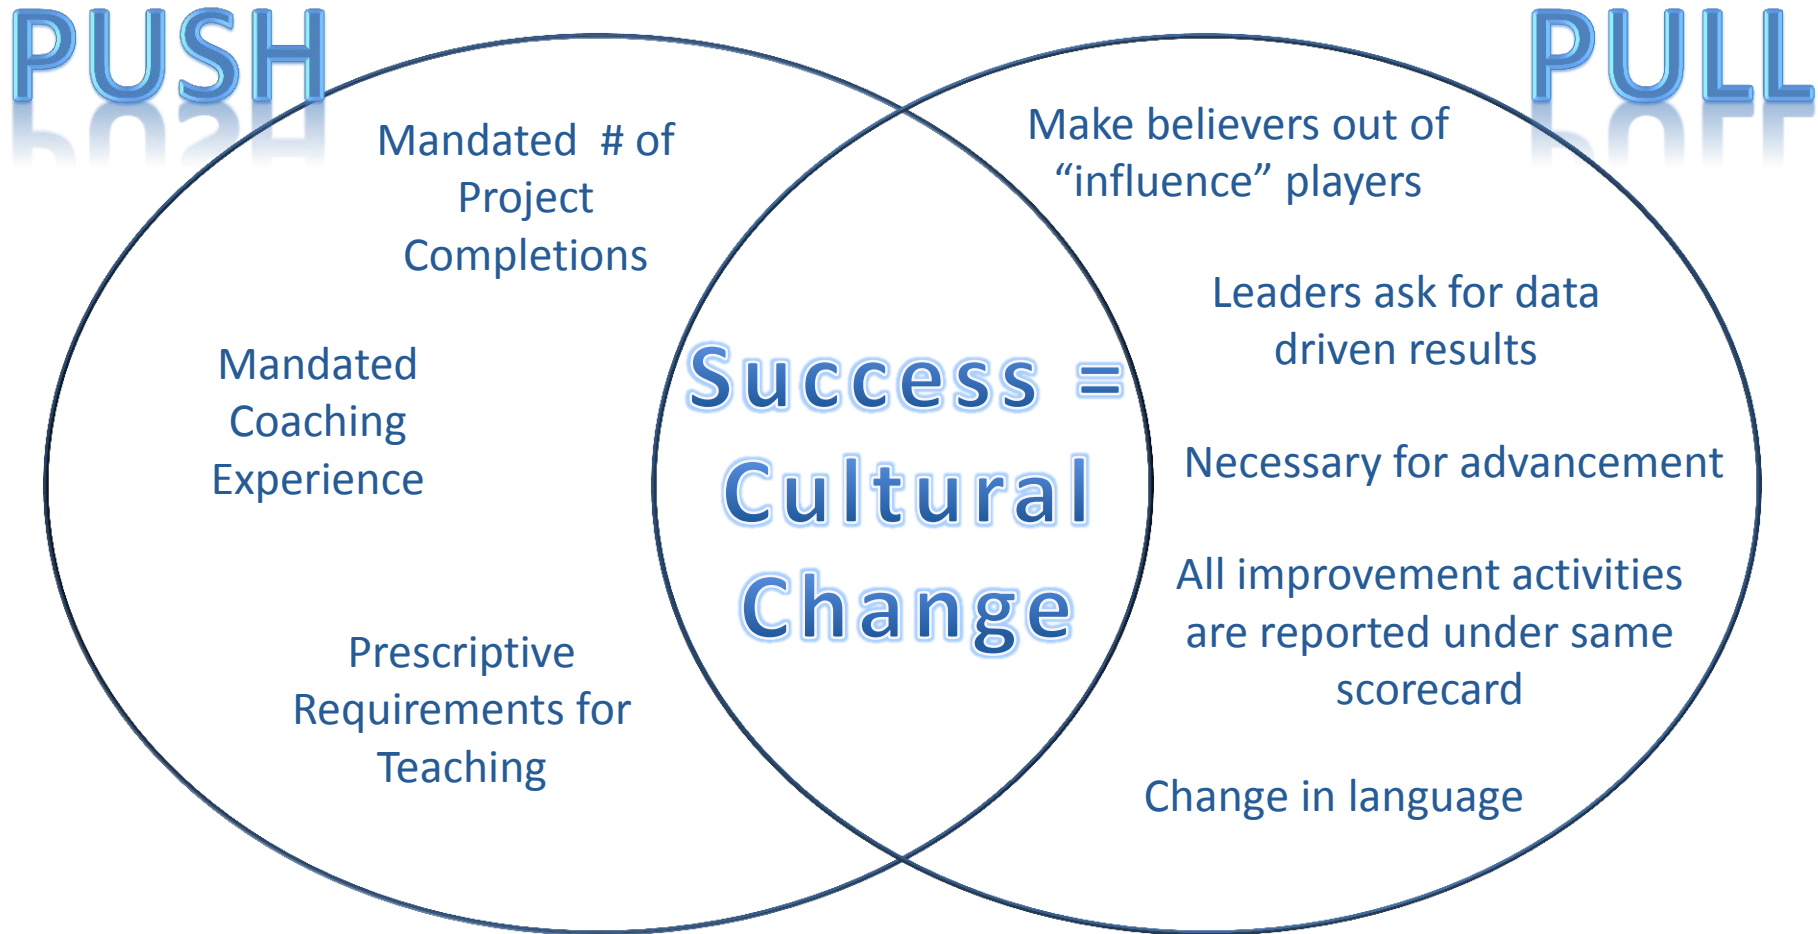 PUSH
PULL
Mandated # of
Project
Completions
Mandated
Coaching
Experience
Prescriptive
Requirements for
Teaching
Success =
Cultural
Change
Make believers out of
“influence” players
Leaders ask for data
driven results
Necessary for advancement
All improvement activities
are reported under same
scorecard
Change in language